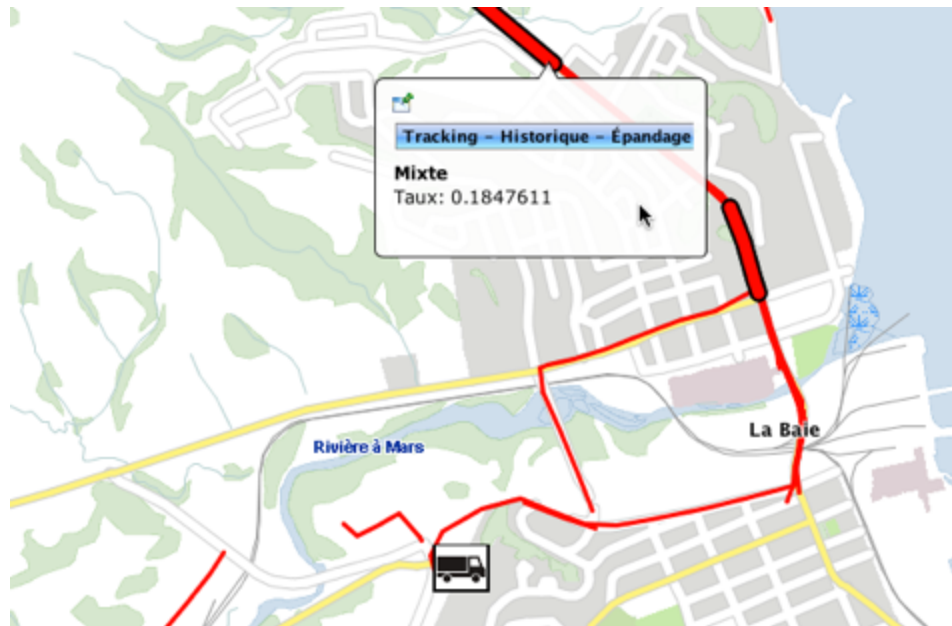 Tracking – Historique – Épandage
Mixte
Taux: 0.1847611
La Baie
Rivière à Mars